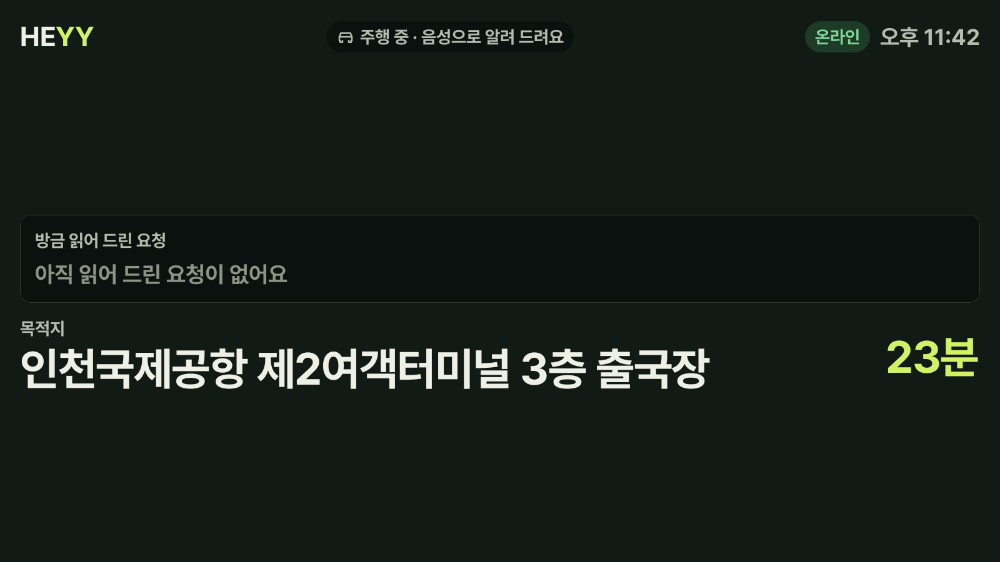 HEYY
주행 중 · 음성으로 알려 드려요
온라인
오후 11:42
방금 읽어 드린 요청
아직 읽어 드린 요청이 없어요
목적지
인천국제공항 제2여객터미널 3층 출국장
23분